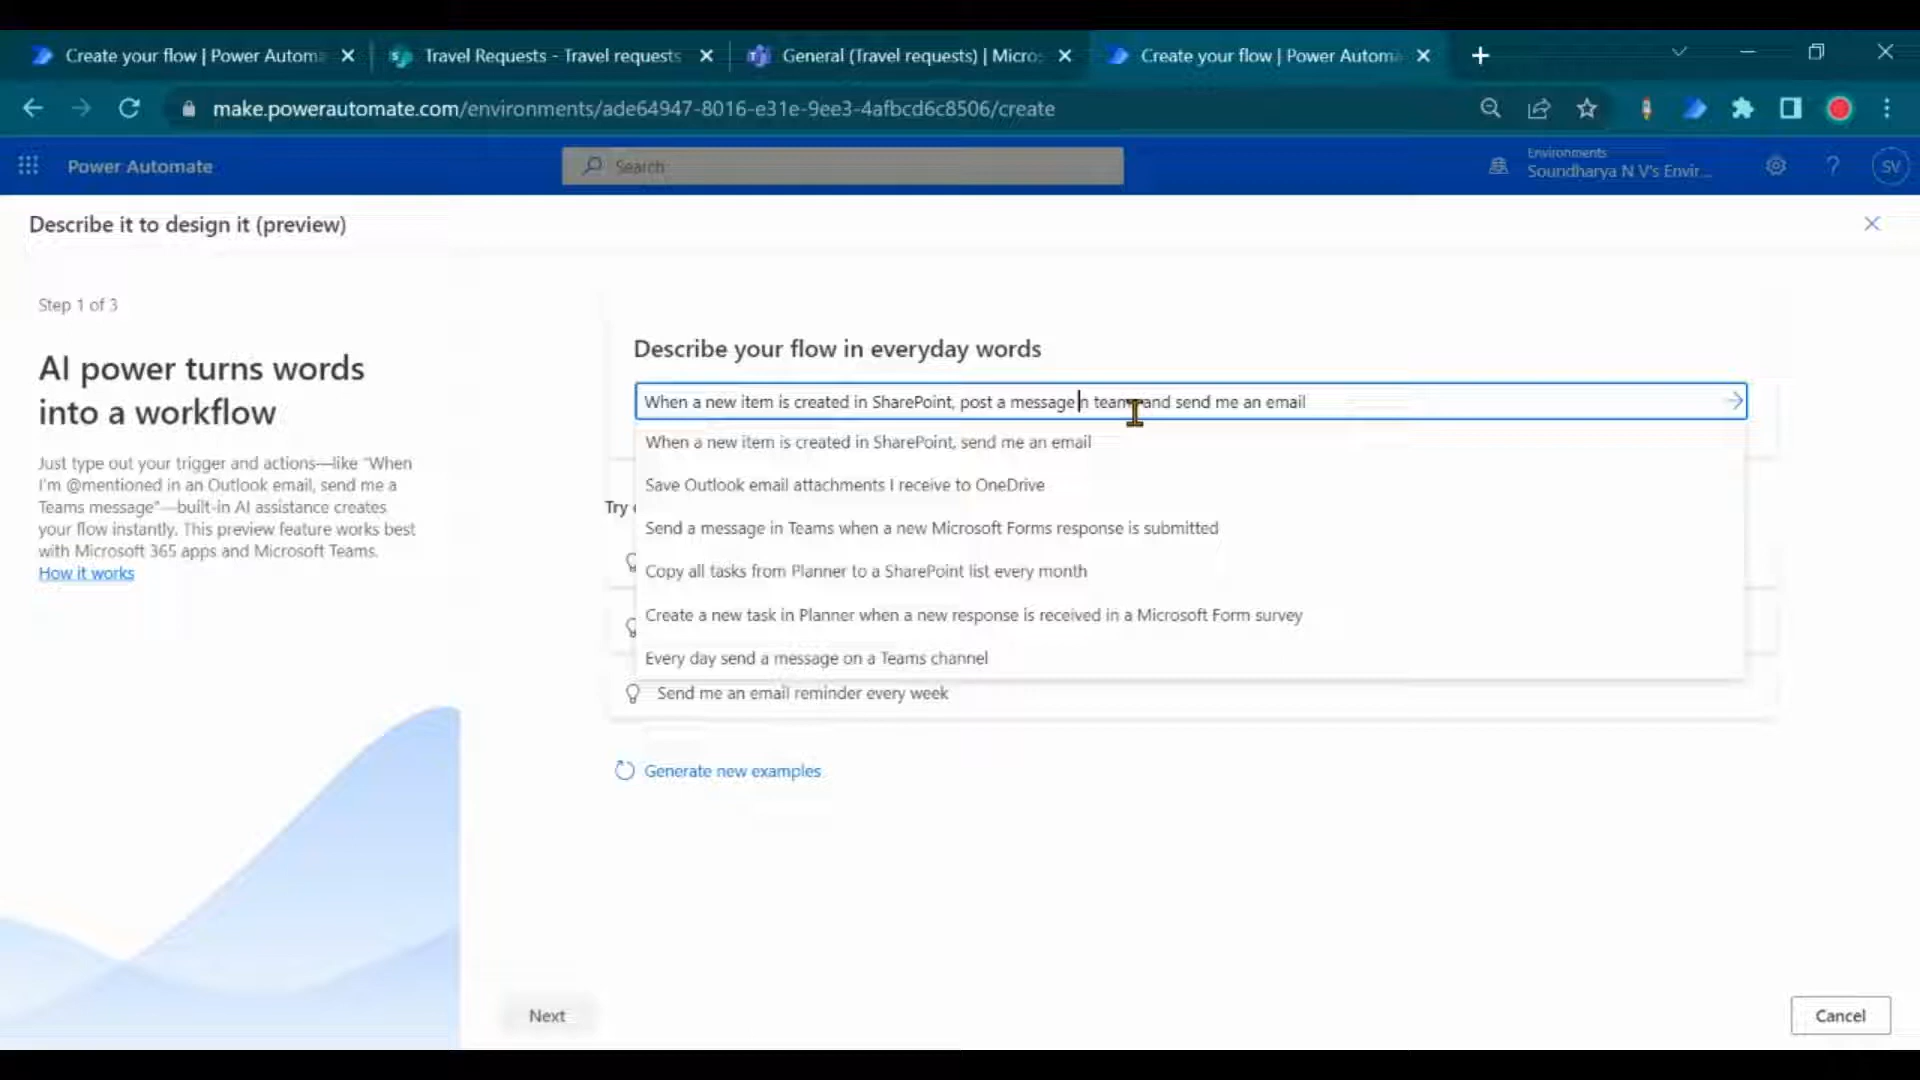 Create your flow | Power Automa
Travel Requests - Travel requests
General (Travel requests) | Micro
Create your flow | Power Automa
make.powerautomate.com/environments/ade64947-8016-e31e-9ee3-4afbcd6c8506/create
Power Automate
Search
Environments
Soundharya N V's Envir...
SV
Describe it to design it (preview)
Step 1 of 3
AI power turns words
into a workflow
Just type out your trigger and actions—like "When
I'm @mentioned in an Outlook email, send me a
Teams message"—built-in AI assistance creates
your flow instantly. This preview feature works best
with Microsoft 365 apps and Microsoft Teams.
How it works
Describe your flow in everyday words
When a new item is created in SharePoint, post a message n teams and send me an email
When a new item is created in SharePoint, send me an email
Save Outlook email attachments I receive to OneDrive
Try
Send a message in Teams when a new Microsoft Forms response is submitted
Copy all tasks from Planner to a SharePoint list every month
Create a new task in Planner when a new response is received in a Microsoft Form survey
Every day send a message on a Teams channel
Send me an email reminder every week
Generate new examples
Next
Cancel